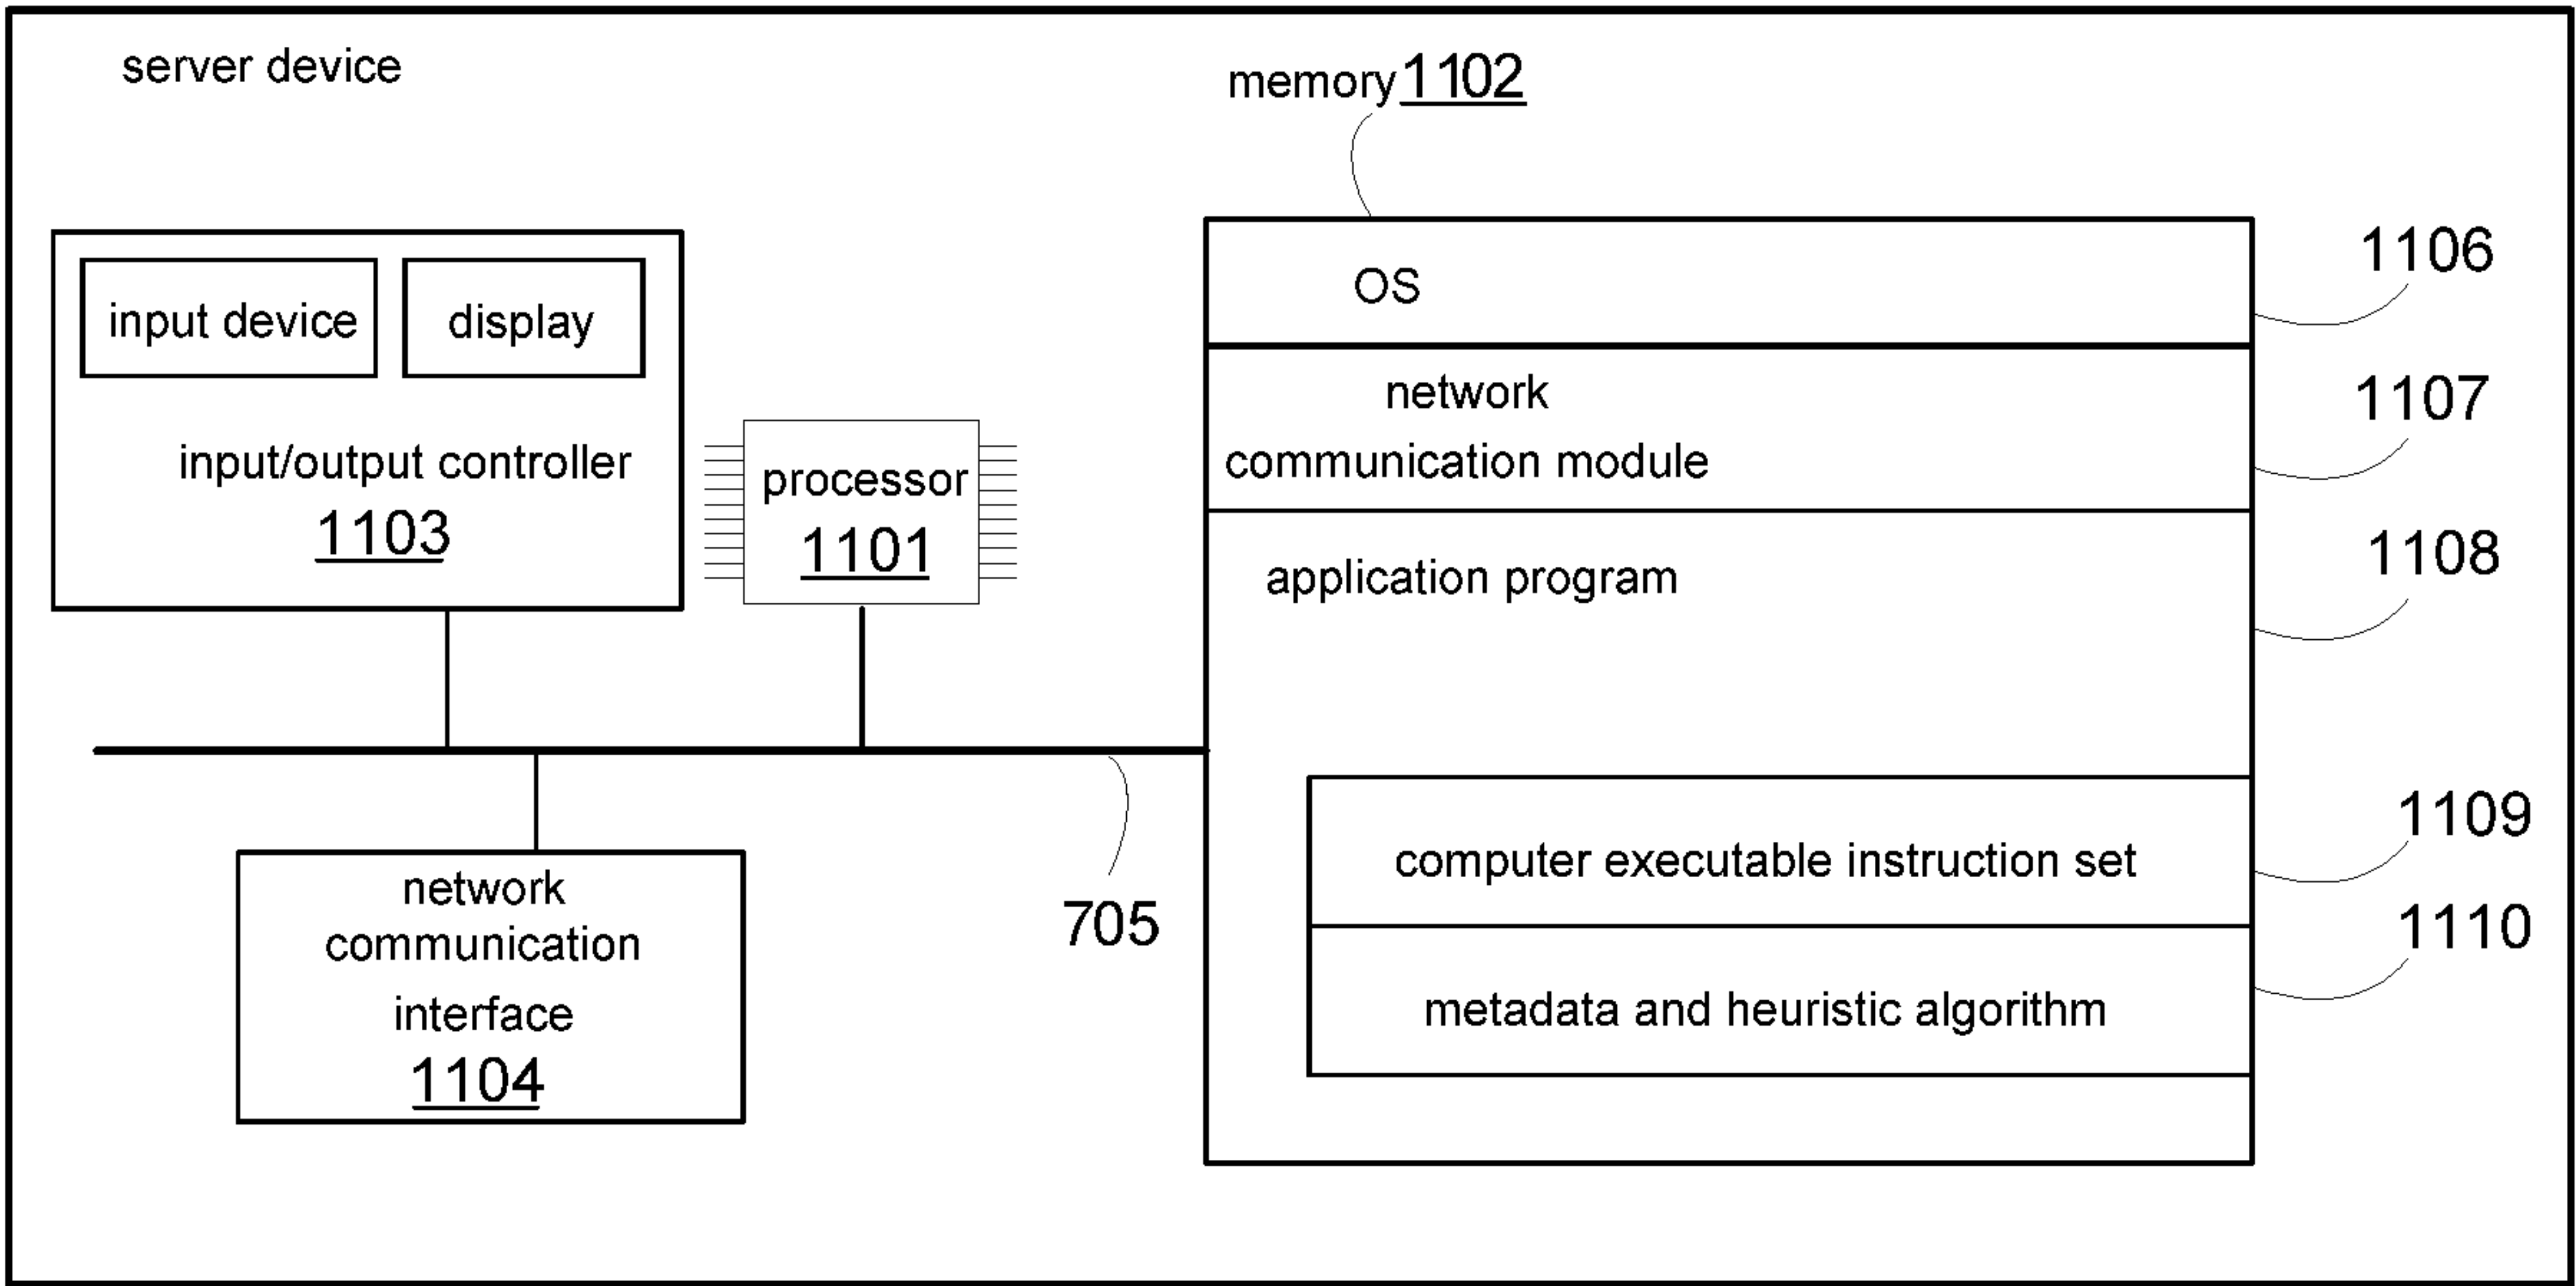 server device
memory 1102
input device
display
input/output controller
1103
processor
1101
OS
1106
network
communication module
1107
application program
1108
705
network
communication
interface
1104
computer executable instruction set
1109
metadata and heuristic algorithm
1110